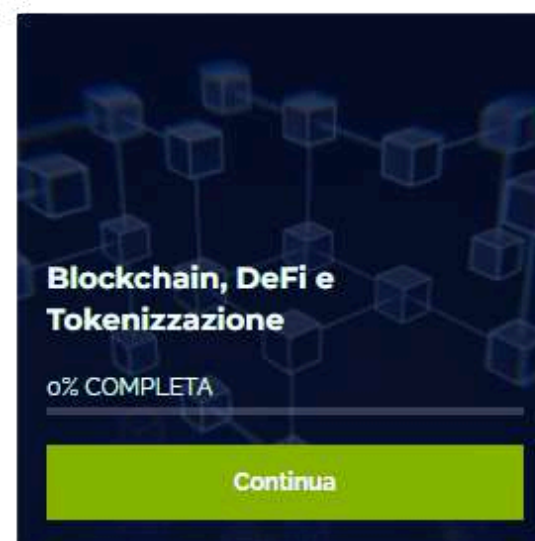 Blockchain, DeFi e
Tokenizzazione
0% COMPLETA
Continua